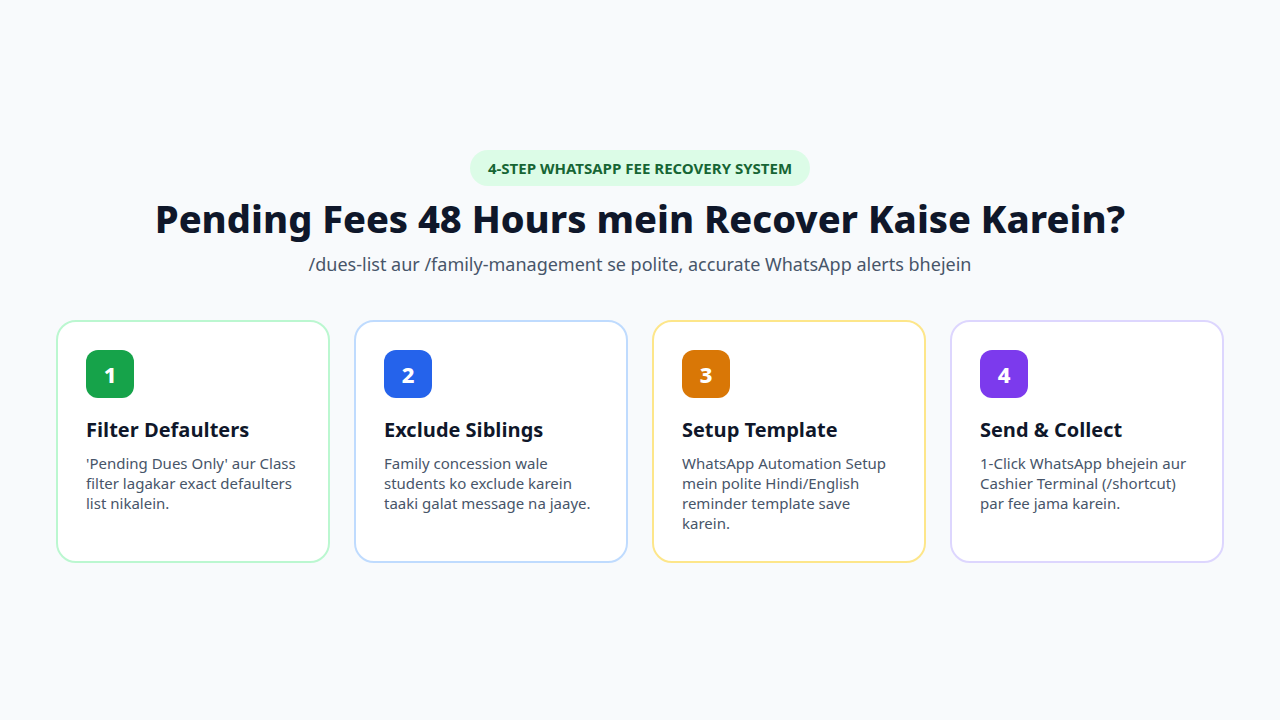 4-STEP WHATSAPP FEE RECOVERY SYSTEM
Pending Fees 48 Hours mein Recover Kaise Karein?
/dues-list aur /family-management se polite, accurate WhatsApp alerts bhejein
1
Filter Defaulters
'Pending Dues Only' aur Class
filter lagakar exact defaulters
list nikalein.
2
Exclude Siblings
Family concession wale
students ko exclude karein
taaki galat message na jaaye.
3
Setup Template
WhatsApp Automation Setup
mein polite Hindi/English
reminder template save
karein.
4
Send & Collect
1-Click WhatsApp bhejein aur
Cashier Terminal (/shortcut)
par fee jama karein.